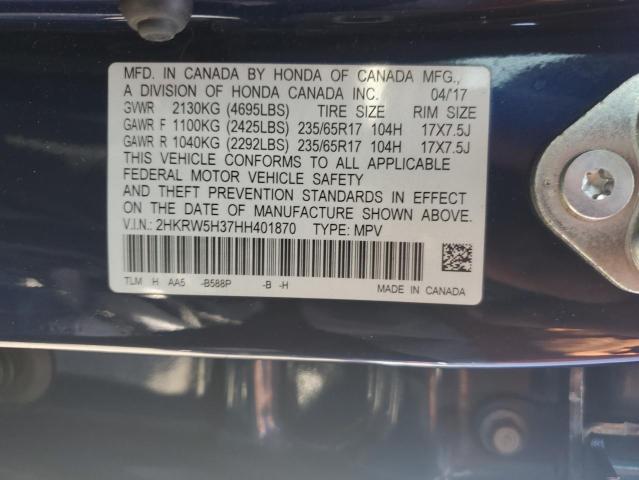 MFD. IN CANADA BY HONDA OF CANADA MFG.,
A DIVISION OF HONDA CANADA INC. 04/'17
GVWR 2130KG (4695LBS) TIRE SIZE RIM SIZE
GAWR F 1100KG (2425LBS) 235/65R17 104H 17X7.5J
GAWR R 1040KG (2292LBS) 235/65R17 104H 17X7.5J
THIS VEHICLE CONFORMS TO ALL APPLICABLE
FEDERAL MOTOR VEHICLE SAFETY
AND THEFT PREVENTION STANDARDS IN EFFECT
ON THE DATE OF MANUFACTURE SHOWN ABOVE.
V.I.N.: 2HKRW5H37HH401870 TYPE: MPV
TLM H AA5 -B588P -B -H
MADE IN CANADA